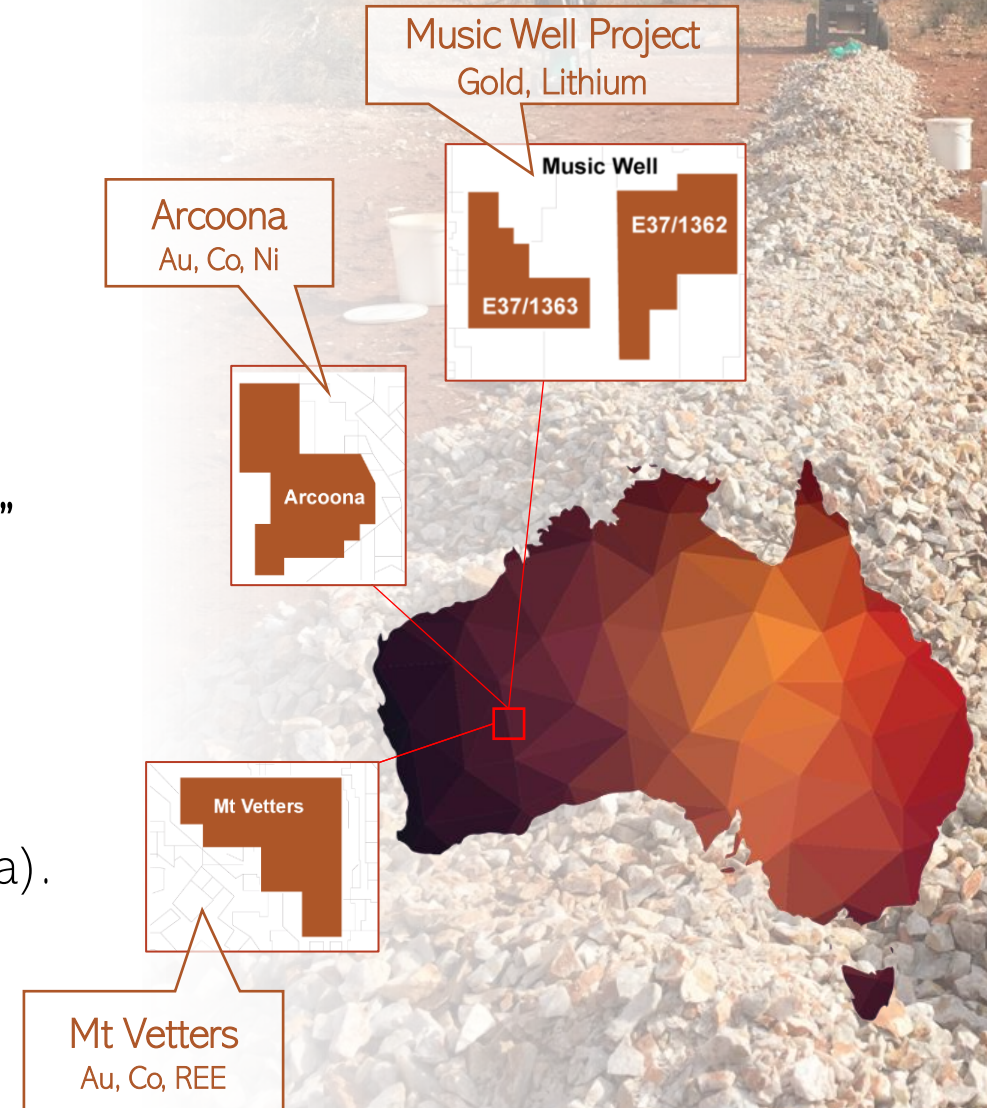 Music Well Project
Gold, Lithium
Music Well
E37/1362
E37/1363
Arcoona
Au, Co, Ni
Arcoona
”
Mt Vetters
a).
Mt Vetters
Au, Co, REE